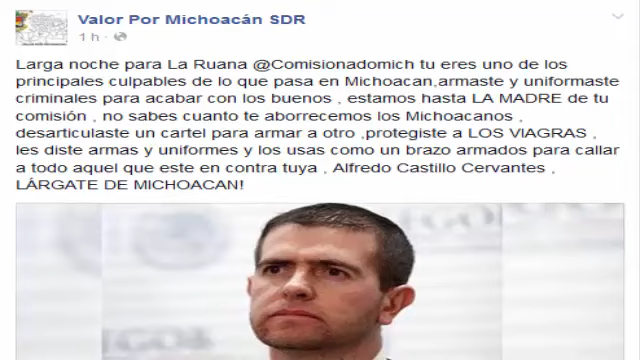 Valor Por Michoacán SDR
1 h ·
Larga noche para La Ruana @Comisionadomich tu eres uno de los
principales culpables de lo que pasa en Michoacan,armaste y uniformaste
criminales para acabar con los buenos , estamos hasta LA MADRE de tu
comisión , no sabes cuanto te aborrecemos los Michoacanos ,
desarticulaste un cartel para armar a otro ,protegiste a LOS VIAGRAS ,
les diste armas y uniformes y los usas como un brazo armados para callar
a todo aquel que este en contra tuya , Alfredo Castillo Cervantes ,
LÁRGATE DE MICHOACAN!